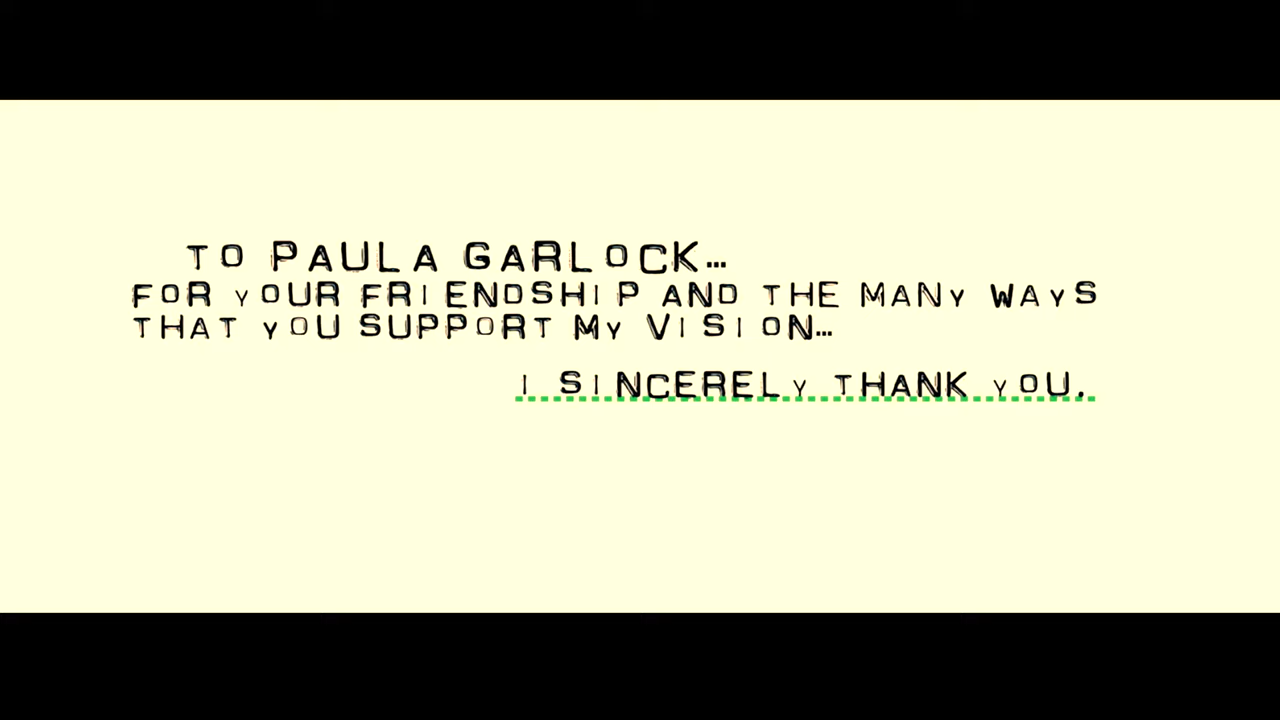 TO PAULA GARLOCK...
FOR YOUR FRIENDSHIP AND THE MANY WAYS
THAT YOU SUPPORT MY VISION...
I SINCERELY THANK YOU.